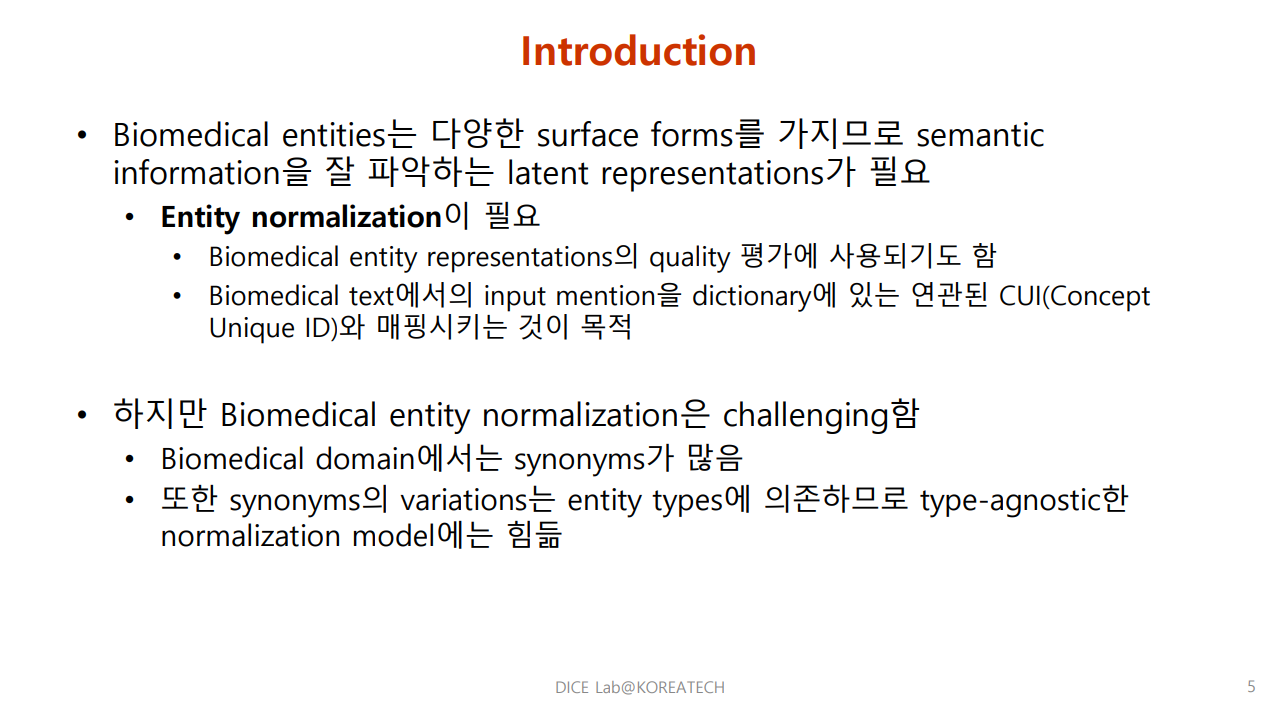 Introduction
• Biomedical entities는 다양한 surface forms를 가지므로 semantic
information을 잘 파악하는 latent representations가 필요
• Entity normalization이 필요
• Biomedical entity representations의 quality 평가에 사용되기도 함
• Biomedical text에서의 input mention을 dictionary에 있는 연관된 CUI(Concept
Unique ID)와 매핑시키는 것이 목적
• 하지만 Biomedical entity normalization은 challenging함
• Biomedical domain에서는 synonyms가 많음
• 또한 synonyms의 variations는 entity types에 의존하므로 type-agnostic한
normalization model에는 힘듦
DICE Lab@KOREATECH
5